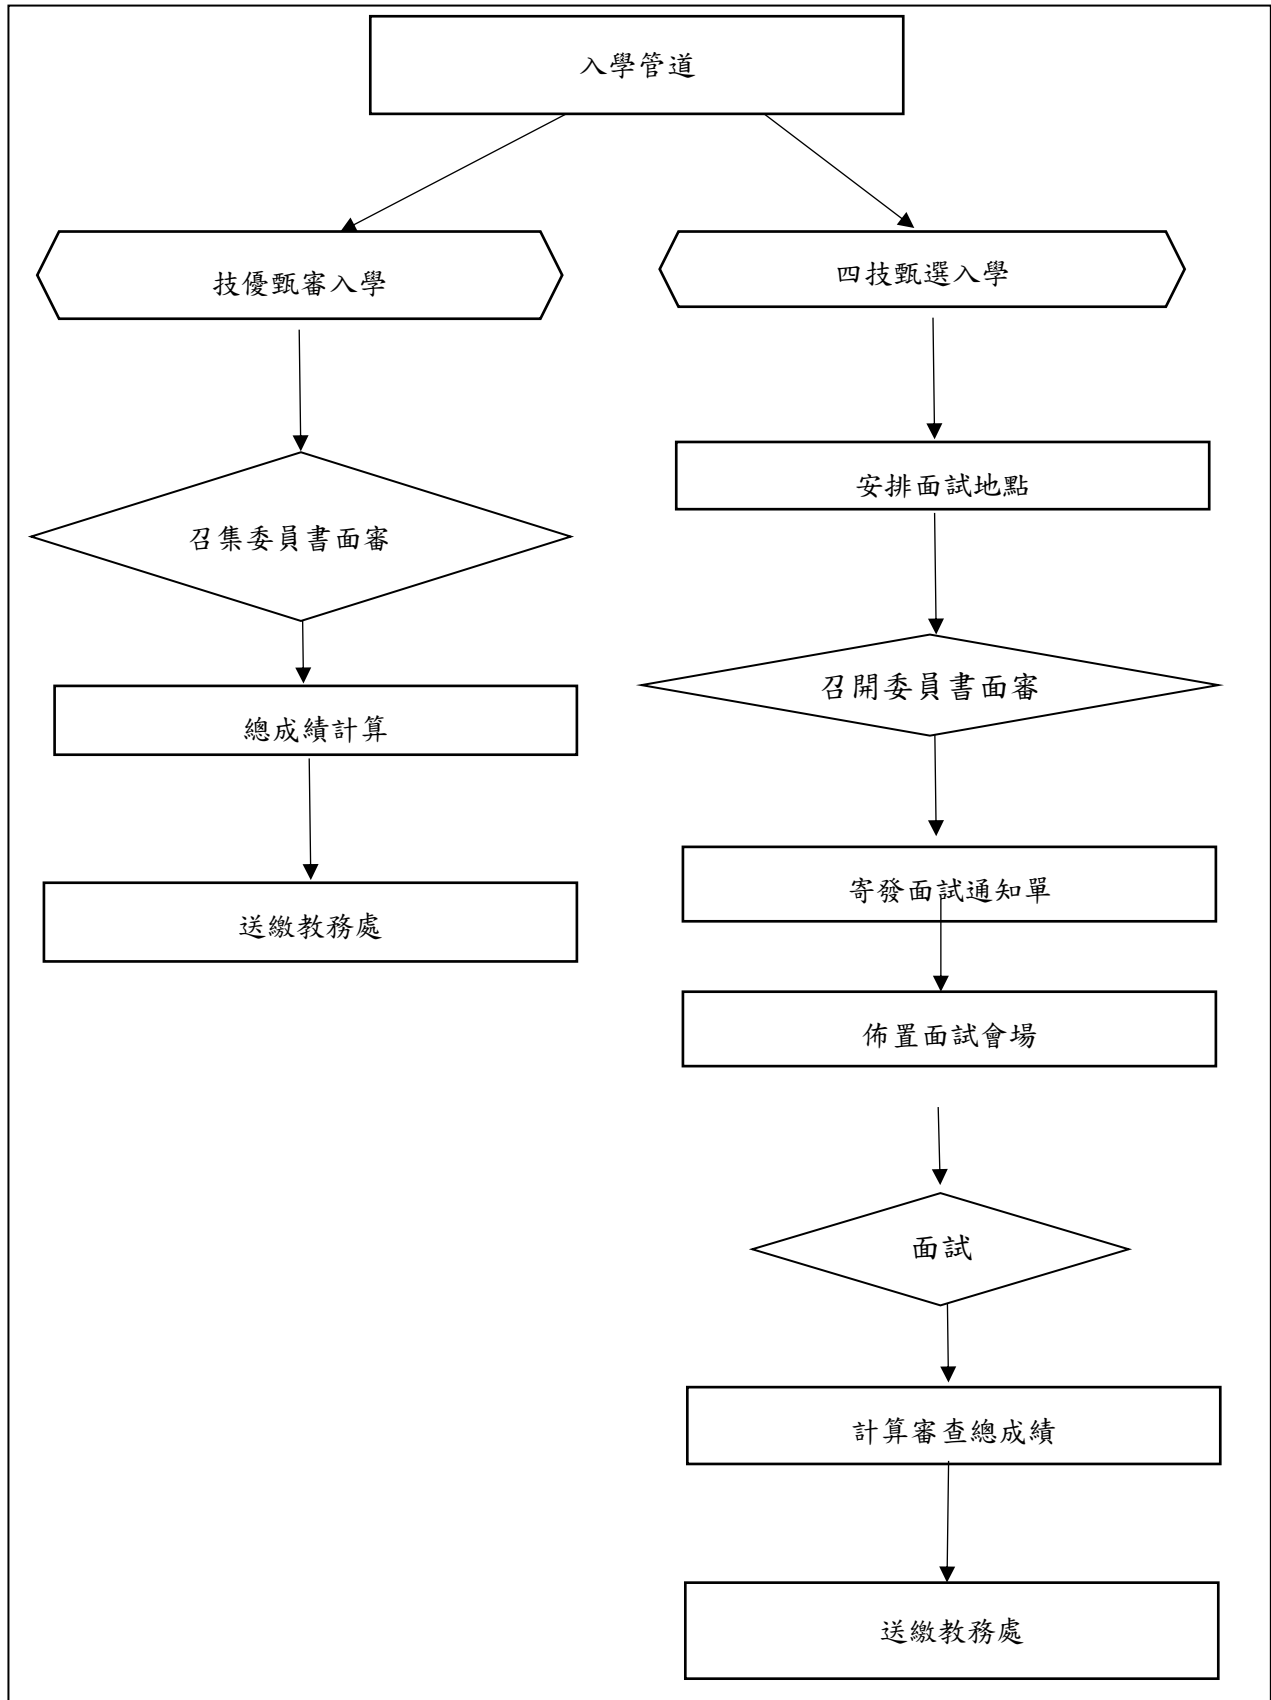 入學管道
技優甄審入學
召集委員書面審
總成績計算
送繳教務處
四技甄選入學
安排面試地點
召開委員書面審
寄發面試通知單
佈置面試會場
面試
計算審查總成績
送繳教務處